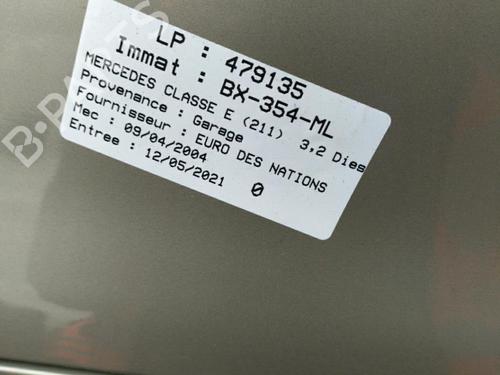 LP : 479135
Immat : BX-354-ML
MERCEDES CLASSE E (211) 3,2 Dies
Provenance : Garage
Fournisseur : EURO DES NATIONS
Mec : 09/04/2004
Entree : 12/05/2021 0
B-PARTS